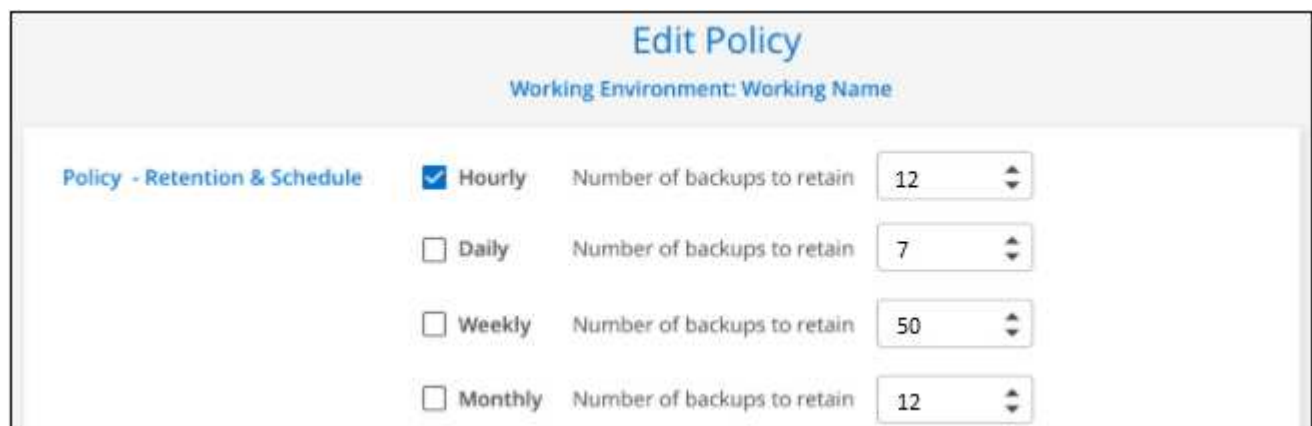 Edit Policy
Working Environment: Working Name
Policy - Retention & Schedule Hourly Number of backups to retain 12
Daily Number of backups to retain 7
Weekly Number of backups to retain 50
Monthly Number of backups to retain 12